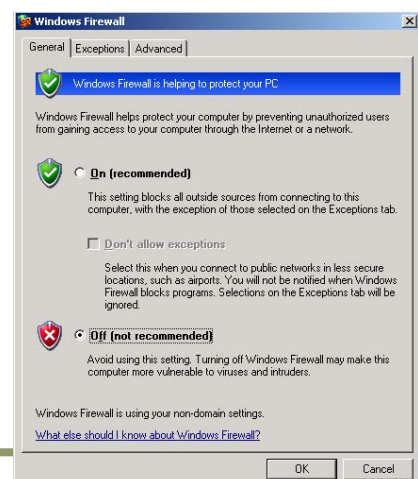 Windows Firewall
General Exceptions Advanced
Windows Firewall is helping to protect your PC
Windows Firewall helps protect your computer by preventing unauthorized users
from gaining access to your computer through the Internet or a network.
On (recommended)
This setting blocks all outside sources from connecting to this
computer, with the exception of those selected on the Exceptions tab.
Don't allow exceptions
Select this when you connect to public networks in less secure
locations, such as airports. You will not be notified when Windows
Firewall blocks programs. Selections on the Exceptions tab will be
ignored.
Off (not recommended)
Avoid using this setting. Turning off Windows Firewall may make this
computer more vulnerable to viruses and intruders.
Windows Firewall is using your non-domain settings.
What else should I know about Windows Firewall?
OK Cancel